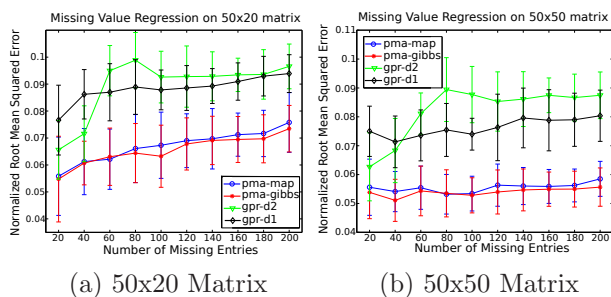 Missing Value Regression on 50x20 matrix
Normalized Root Mean Squared Error
0.1
0.09
0.08
0.07
0.06
0.05
0.04
pma-map
pma-gibbs
gpr-d2
gpr-d1
20 40 60 80 100 120 140 160 180 200
Number of Missing Entries
(a) 50x20 Matrix
Missing Value Regression on 50x50 matrix
Normalized Root Mean Squared Error
0.11
0.1
0.09
0.08
0.07
0.06
0.05
0.04
pma-map
pma-gibbs
gpr-d2
gpr-d1
20 40 60 80 100 120 140 160 180 200
Number of Missing Entries
(b) 50x50 Matrix